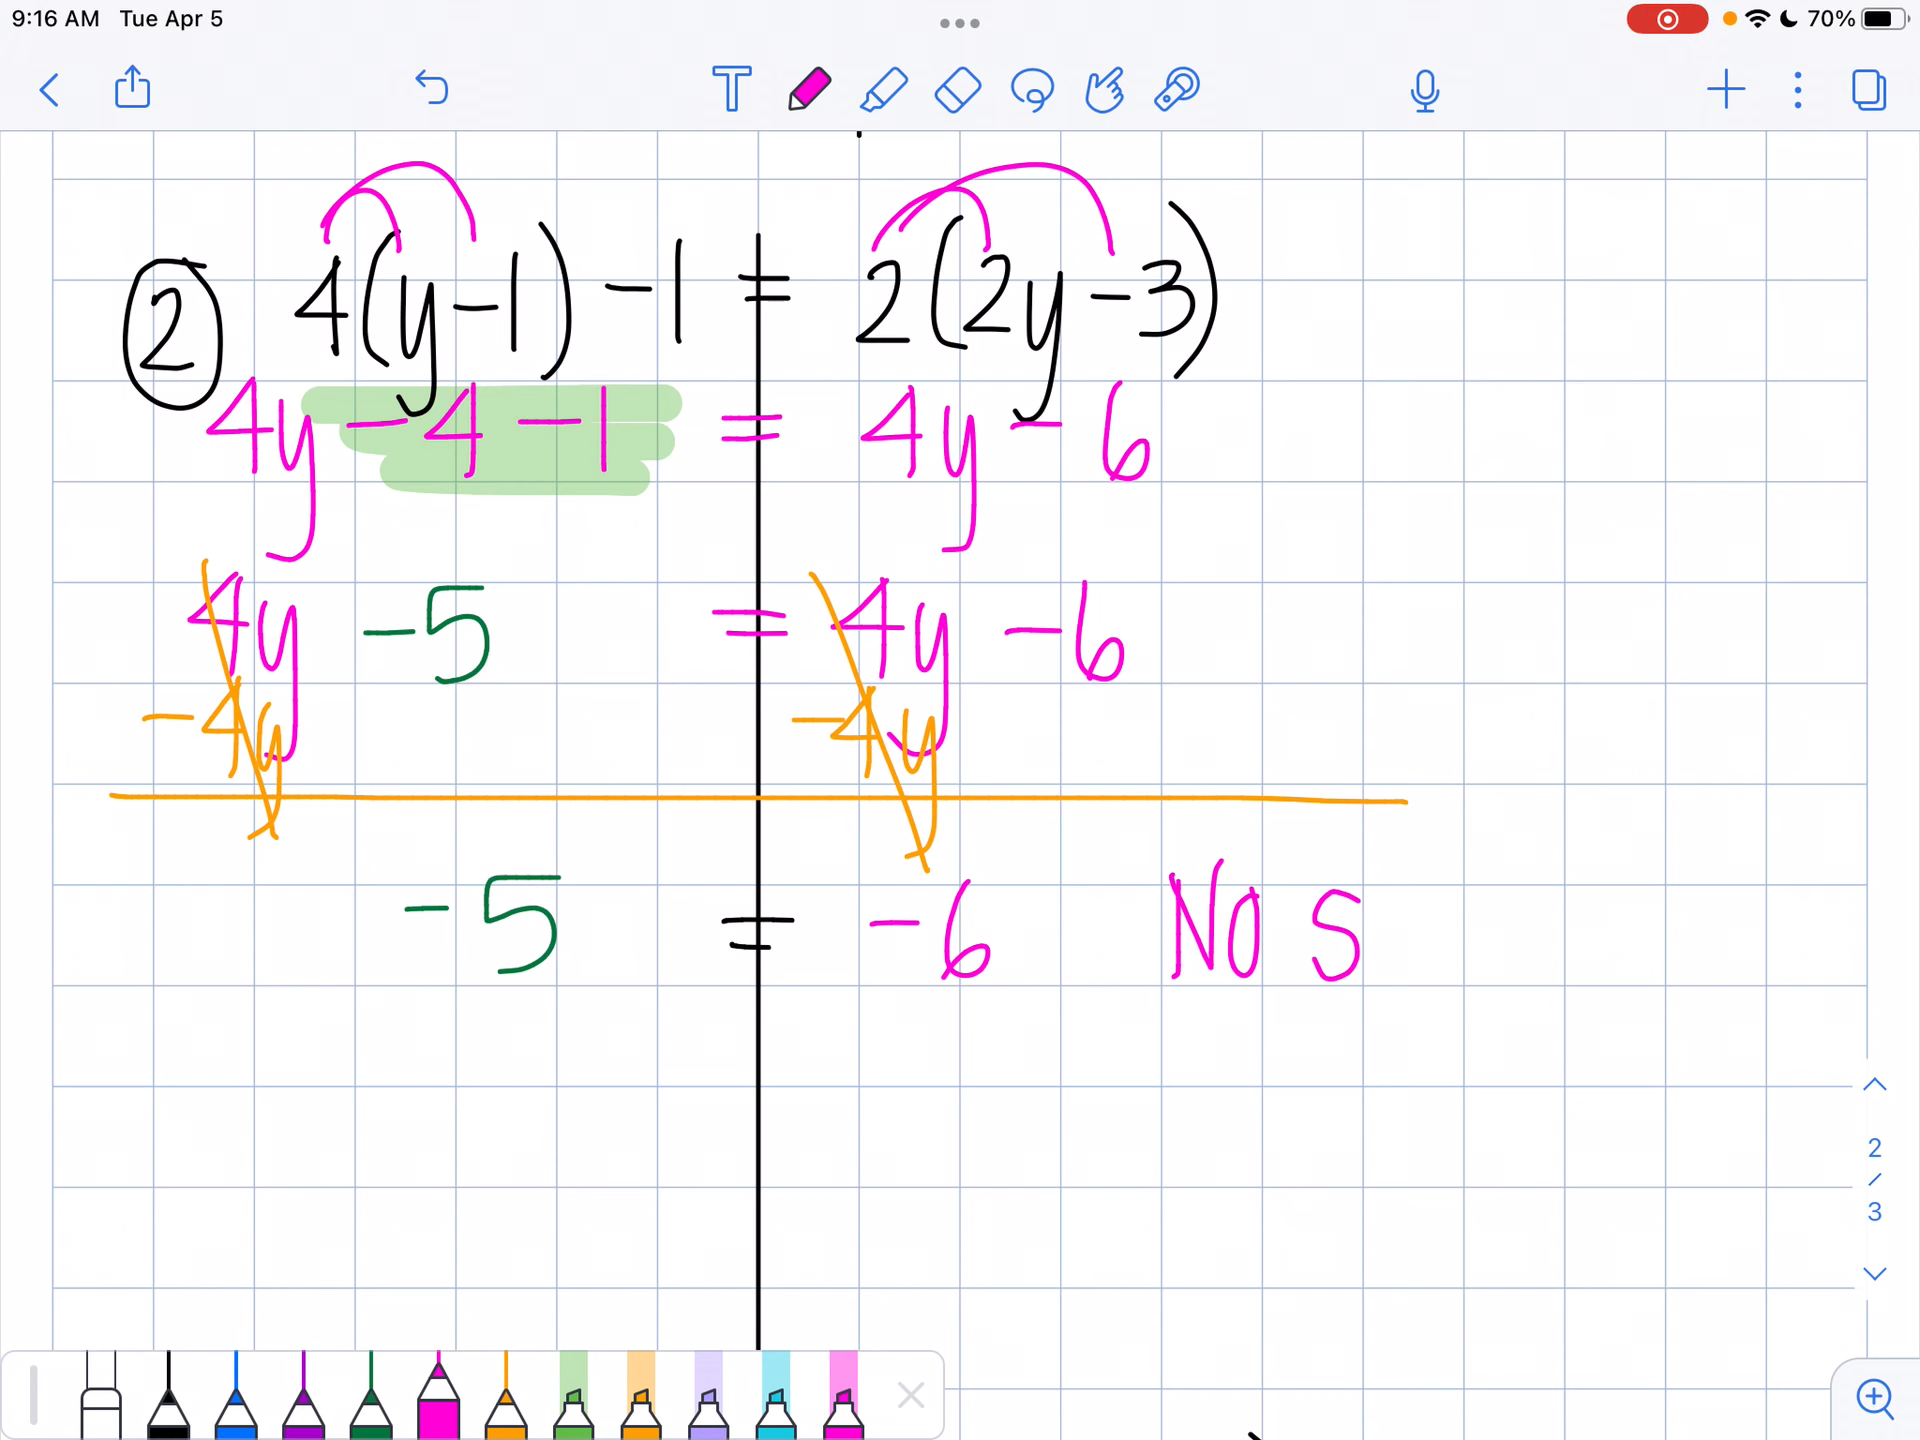 9:16 AM Tue Apr 5 70%
② 4(y-1) -1 = 2(2y-3)
4y -4 -1 = 4y -6
4y -5 = 4y -6
-4y -4y
-5 = -6 No S
2
/
3